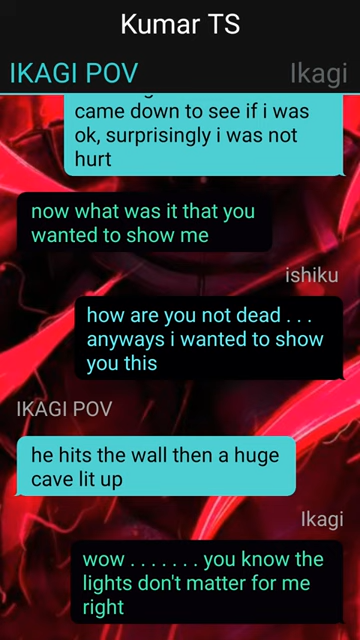 Kumar TS
IKAGI POV
Ikagi
came down to see if i was
ok, surprisingly i was not
hurt
now what was it that you
wanted to show me
ishiku
how are you not dead . . .
anyways i wanted to show
you this
IKAGI POV
he hits the wall then a huge
cave lit up
Ikagi
wow . . . . . . . you know the
lights don't matter for me
right